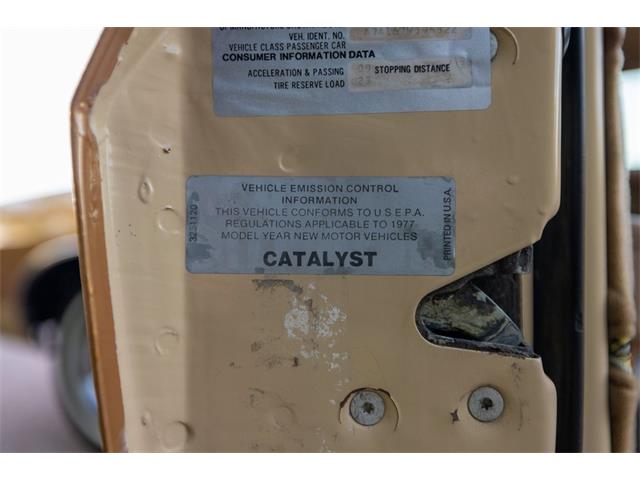 VEH. IDENT. NO.
VEHICLE CLASS PASSENGER CAR
CONSUMER INFORMATION DATA
ACCELERATION & PASSING
STOPPING DISTANCE
TIRE RESERVE LOAD
VEHICLE EMISSION CONTROL
INFORMATION
THIS VEHICLE CONFORMS TO U.S.E.P.A.
REGULATIONS APPLICABLE TO 1977
MODEL YEAR NEW MOTOR VEHICLES
CATALYST
3231120
PRINTED IN U.S.A.